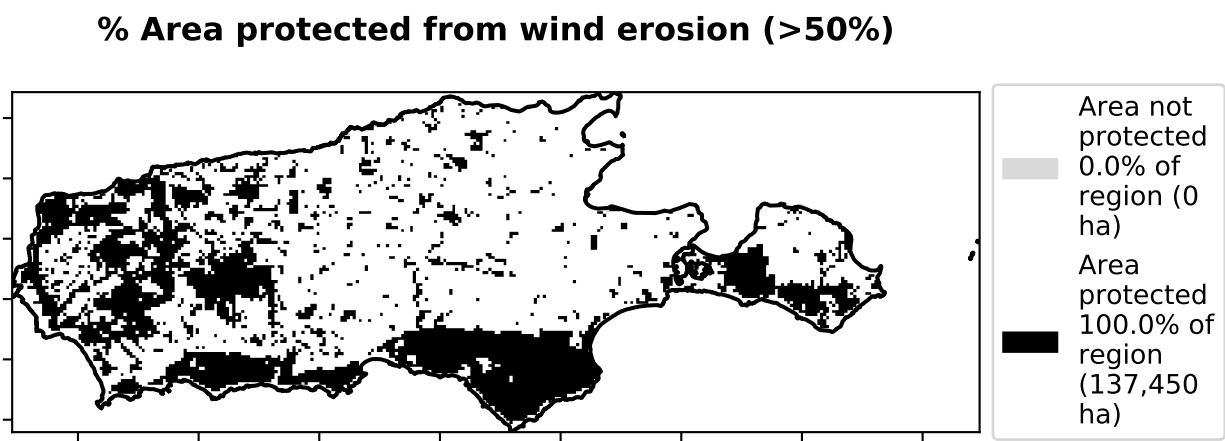 % Area protected from wind erosion (>50%)
Area not
protected
0.0% of
region (0
ha)
Area
protected
100.0% of
region
(137,450
ha)